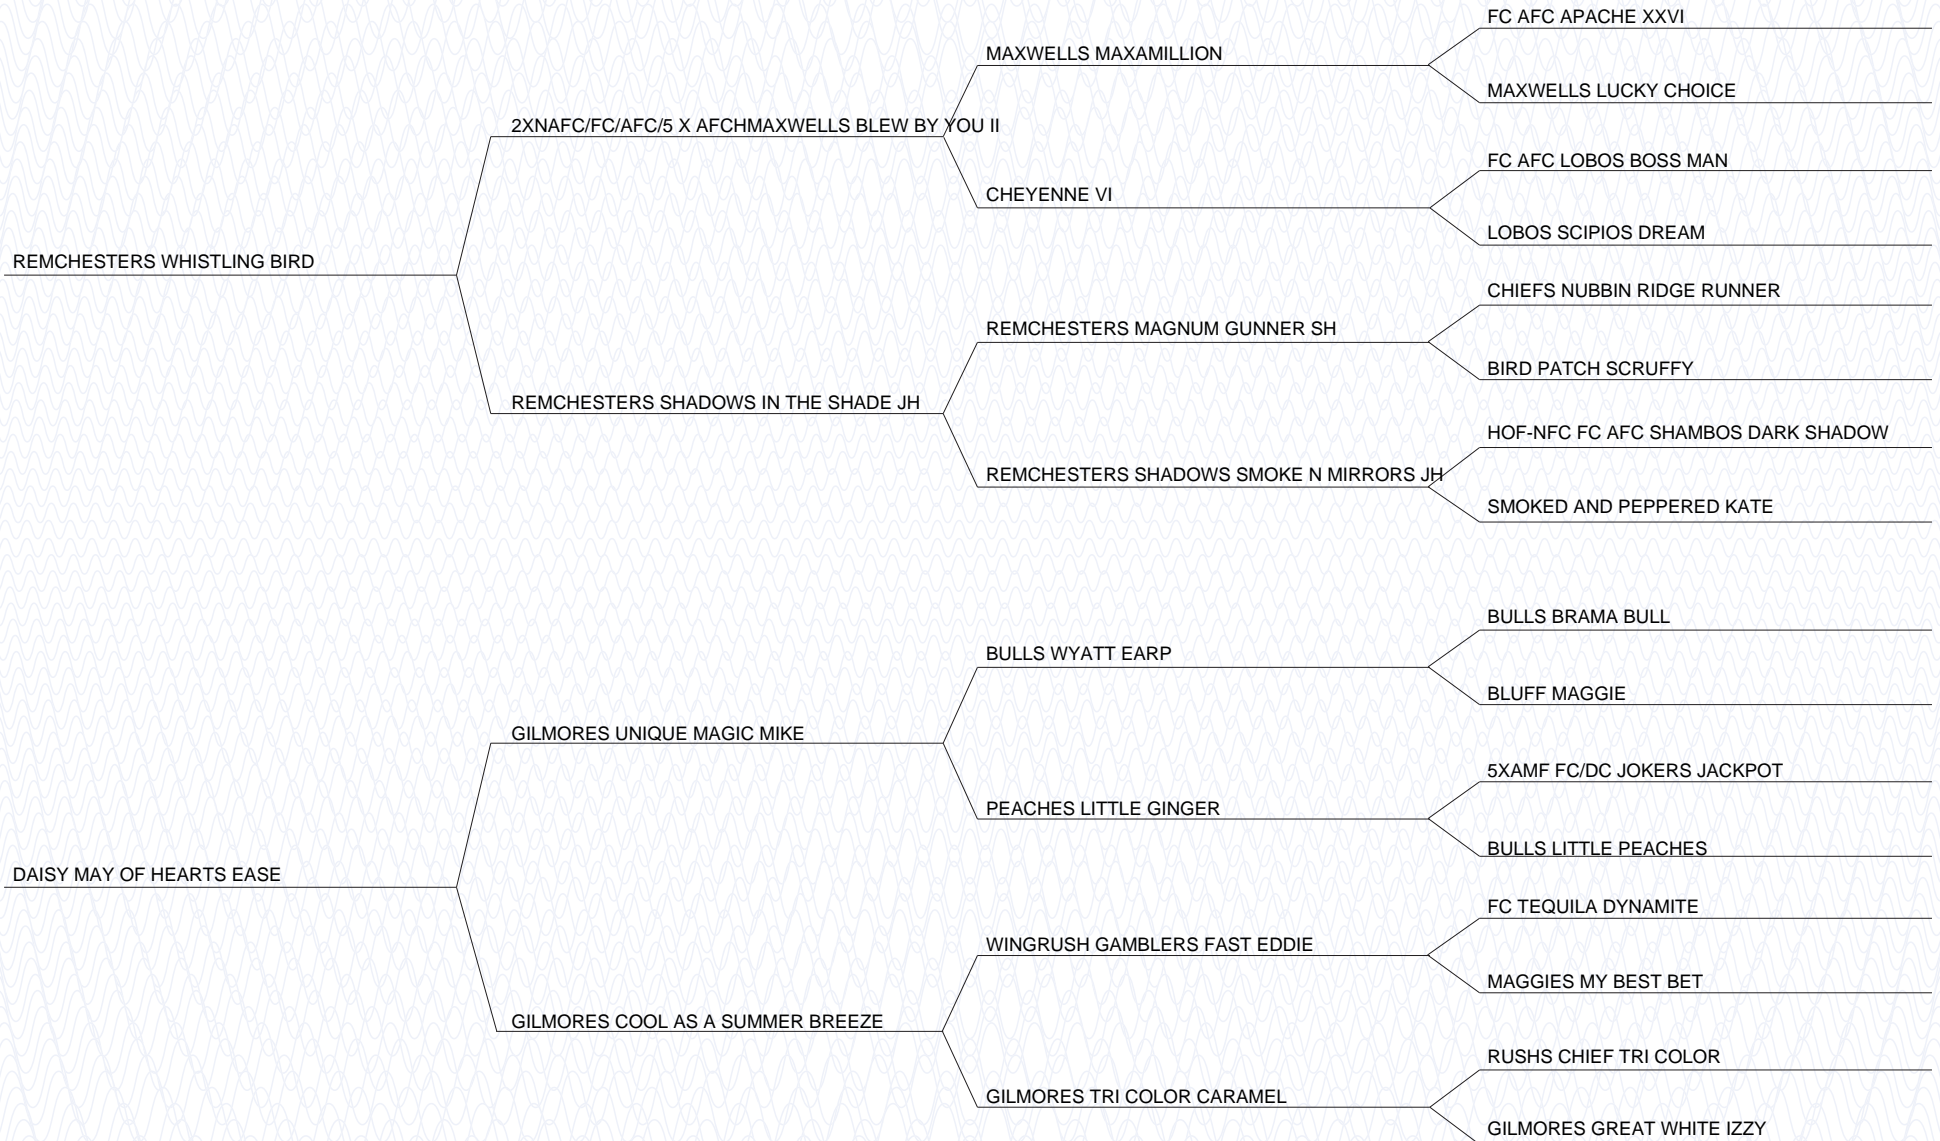 FC AFC APACHE XXVI
MAXWELLS MAXAMILLION
MAXWELLS LUCKY CHOICE
2XNAFC/FC/AFC/5 X AFCHMAXWELLS BLEW BY YOU II
FC AFC LOBOS BOSS MAN
CHEYENNE VI
LOBOS SCIPIOS DREAM
REMCHESTERS WHISTLING BIRD
CHIEFS NUBBIN RIDGE RUNNER
REMCHESTERS MAGNUM GUNNER SH
BIRD PATCH SCRUFFY
REMCHESTERS SHADOWS IN THE SHADE JH
HOF-NFC FC AFC SHAMBOS DARK SHADOW
REMCHESTERS SHADOWS SMOKE N MIRRORS JH
SMOKED AND PEPPERED KATE
BULLS BRAMA BULL
BULLS WYATT EARP
BLUFF MAGGIE
GILMORES UNIQUE MAGIC MIKE
5XAMF FC/DC JOKERS JACKPOT
PEACHES LITTLE GINGER
BULLS LITTLE PEACHES
DAISY MAY OF HEARTS EASE
FC TEQUILA DYNAMITE
WINGRUSH GAMBLERS FAST EDDIE
MAGGIES MY BEST BET
GILMORES COOL AS A SUMMER BREEZE
RUSHS CHIEF TRI COLOR
GILMORES TRI COLOR CARAMEL
GILMORES GREAT WHITE IZZY